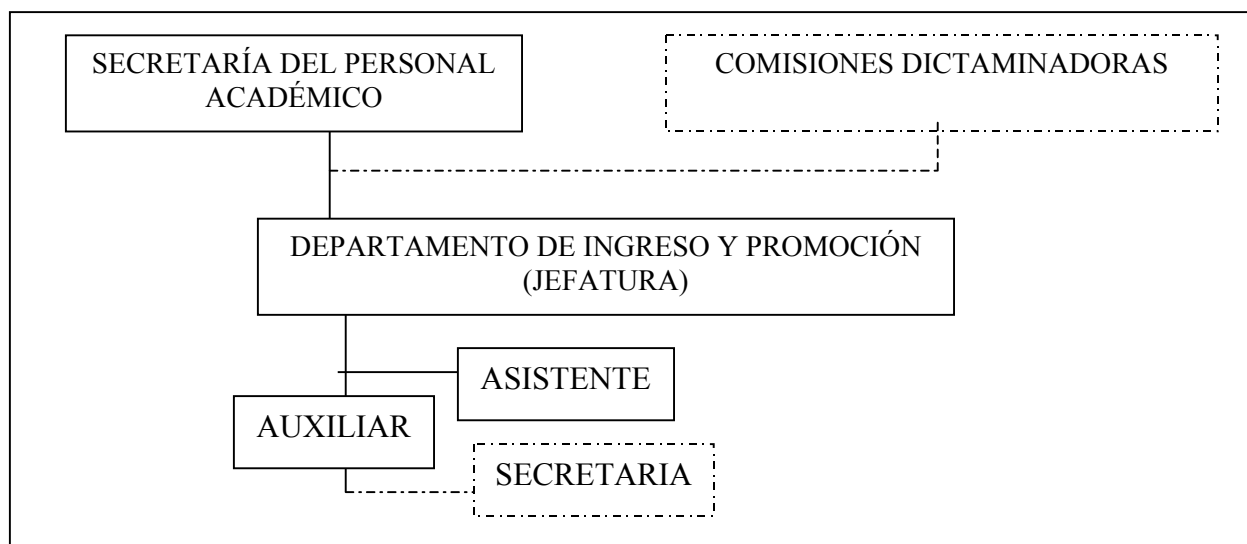 SECRETARÍA DEL PERSONAL
ACADÉMICO
COMISIONES DICTAMINADORAS
DEPARTAMENTO DE INGRESO Y PROMOCIÓN
(JEFATURA)
ASISTENTE
AUXILIAR
SECRETARIA